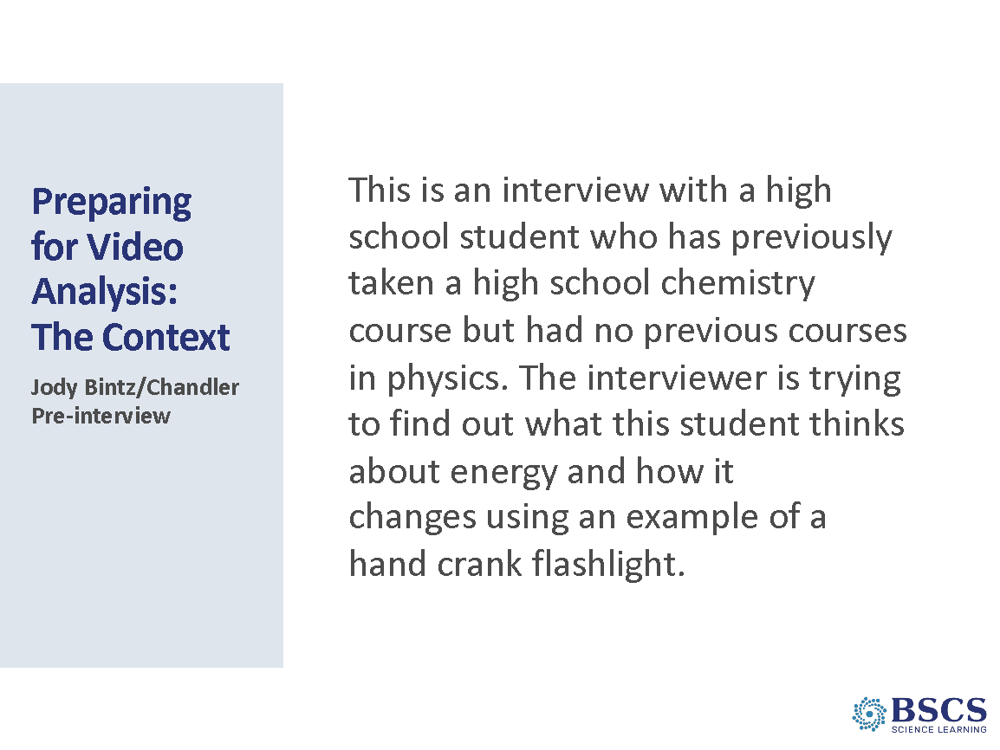 Preparing
for Video
Analysis:
The Context
Jody Bintz/Chandler
Pre-interview
This is an interview with a high
school student who has previously
taken a high school chemistry
course but had no previous courses
in physics. The interviewer is trying
to find out what this student thinks
about energy and how it
changes using an example of a
hand crank flashlight.
BSCS
SCIENCE LEARNING